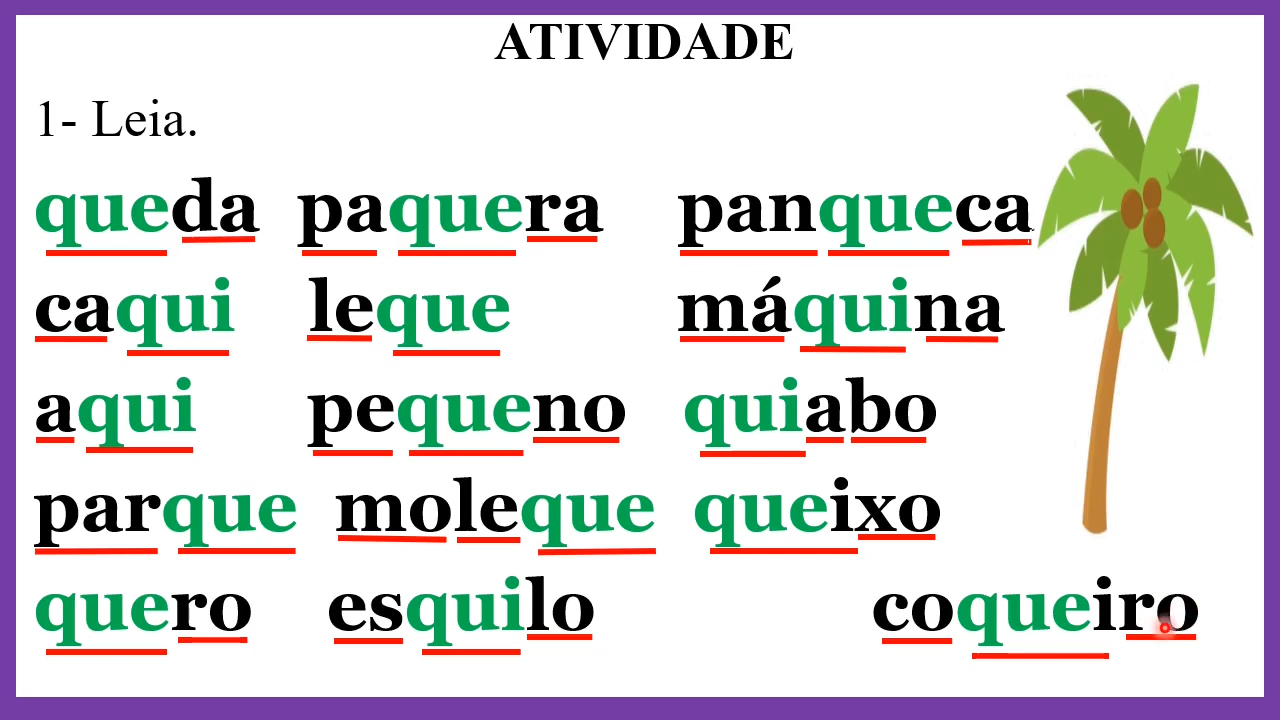 ATIVIDADE
1- Leia.
queda paquera panqueca
caqui leque máquina
aqui pequeno quiabo
parque moleque queixo
quero esquilo coqueiro